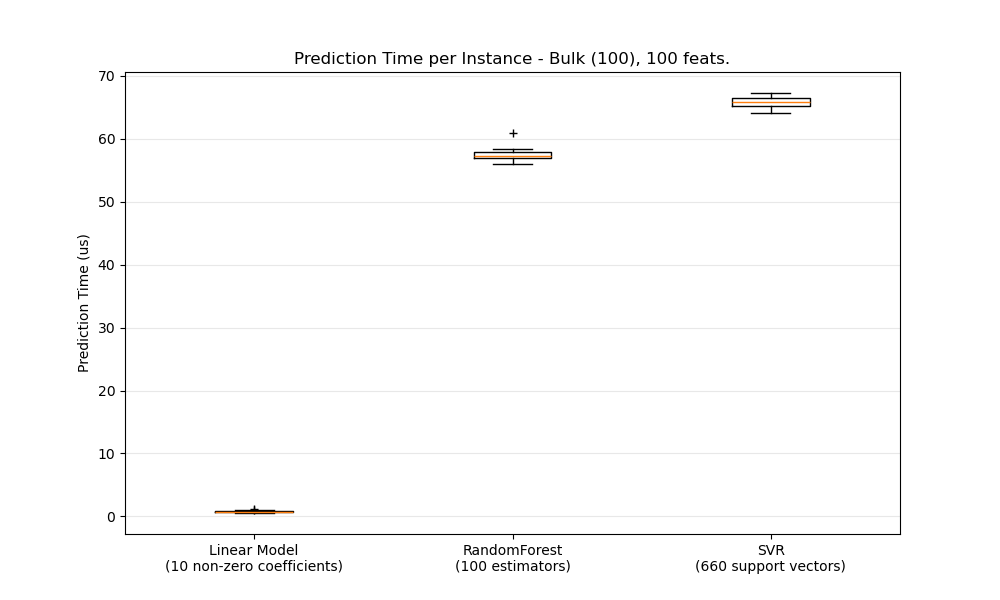 Prediction Time per Instance - Bulk (100), 100 feats.
70
60
50
40
30
20
10
0
Prediction Time (us)
Linear Model
(10 non-zero coefficients)
RandomForest
(100 estimators)
SVR
(660 support vectors)